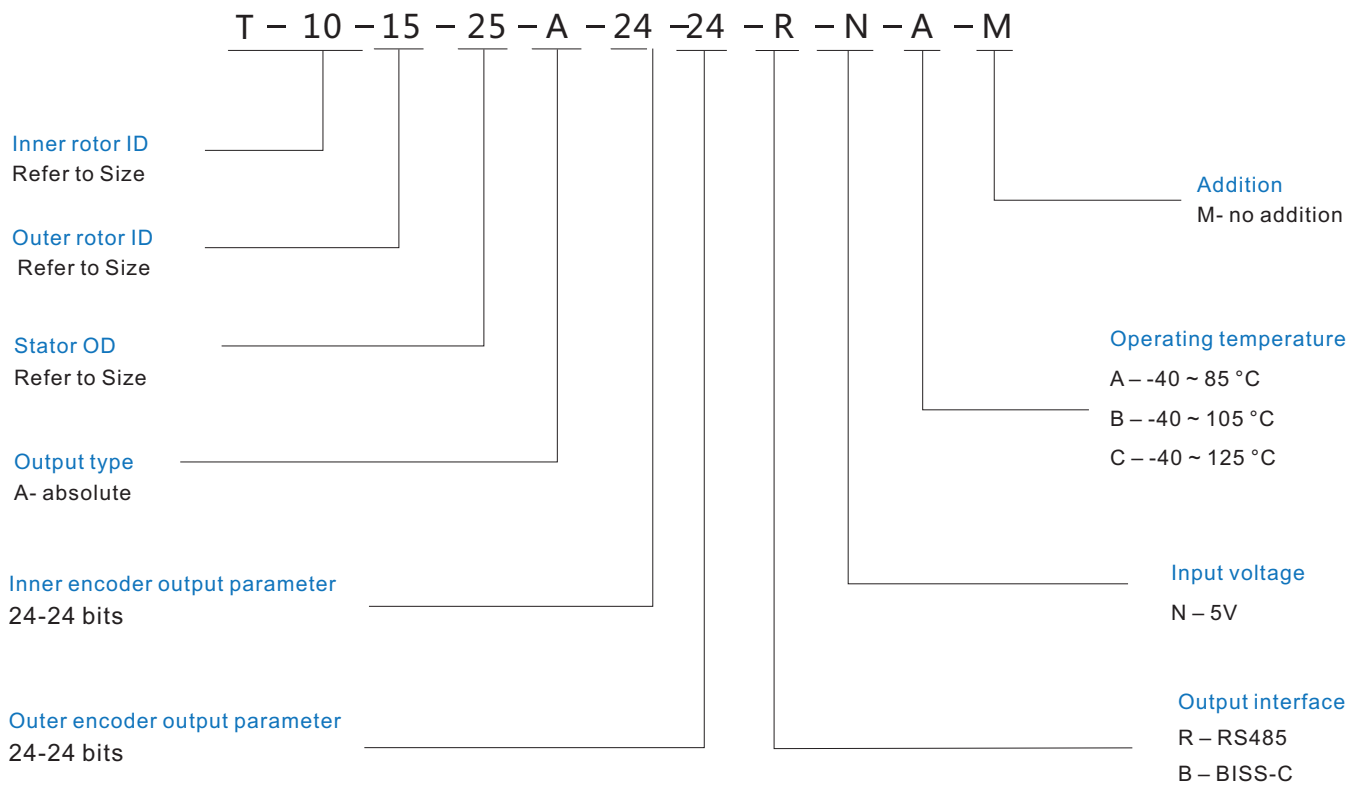 T – 10 – 15 – 25 – A – 24 –24 – R – N – A – M
Inner rotor ID
Refer to Size
Outer rotor ID
Refer to Size
Stator OD
Refer to Size
Output type
A- absolute
Inner encoder output parameter
24-24 bits
Outer encoder output parameter
24-24 bits
Addition
M- no addition
Operating temperature
A – -40 ~ 85 °C
B – -40 ~ 105 °C
C – -40 ~ 125 °C
Input voltage
N – 5V
Output interface
R – RS485
B – BISS-C